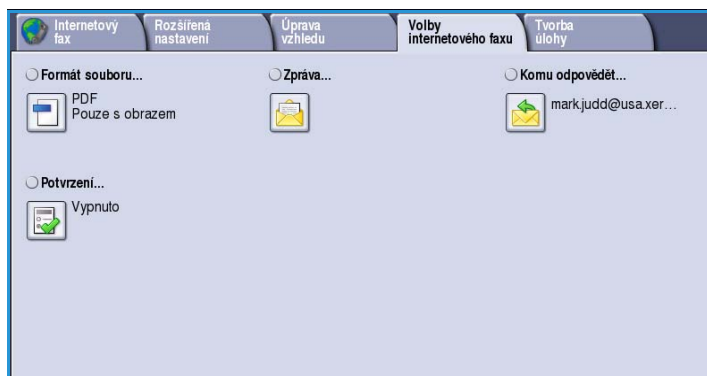 Internetový fax
Rozšířená nastavení
Úprava vzhledu
Volby internetového faxu
Tvorba úlohy
Formát souboru...
PDF
Pouze s obrazem
Zpráva...
Komu odpovědět...
mark.judd@usa.xer...
Potvrzení...
Vypnuto